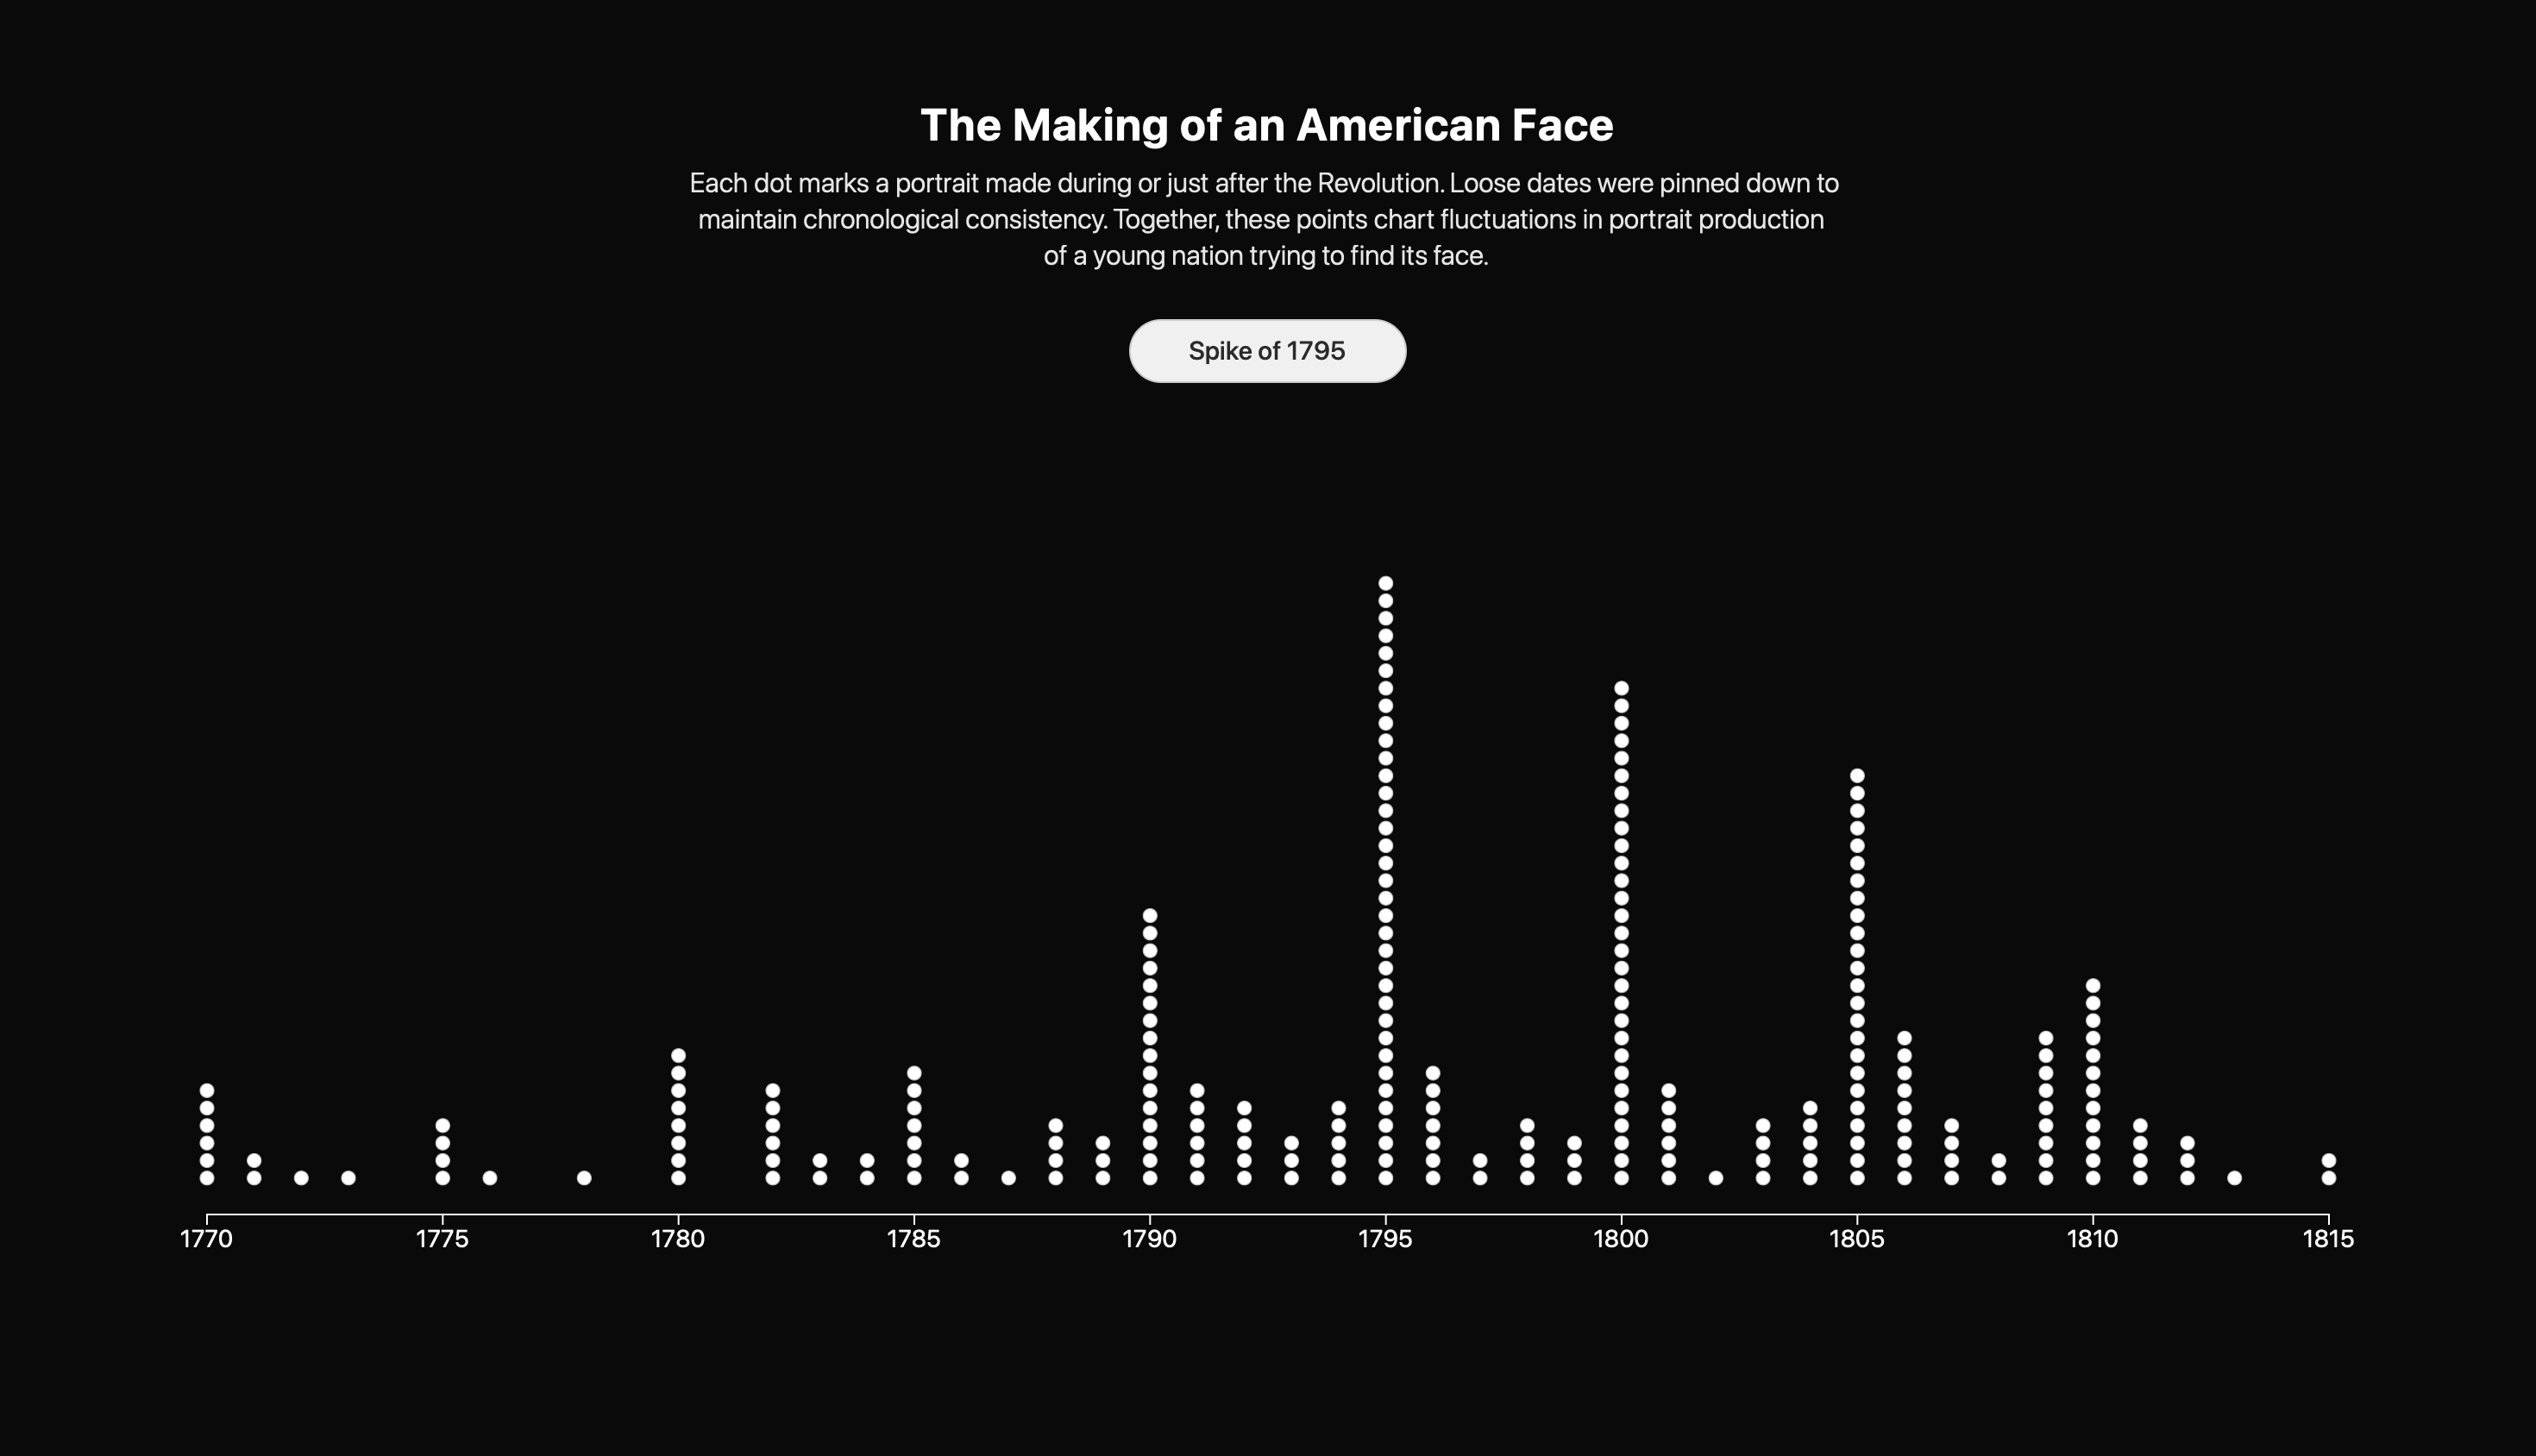 The Making of an American Face
Each dot marks a portrait made during or just after the Revolution. Loose dates were pinned down to
maintain chronological consistency. Together, these points chart fluctuations in portrait production
of a young nation trying to find its face.
Spike of 1795
1770 1775 1780 1785 1790 1795 1800 1805 1810 1815